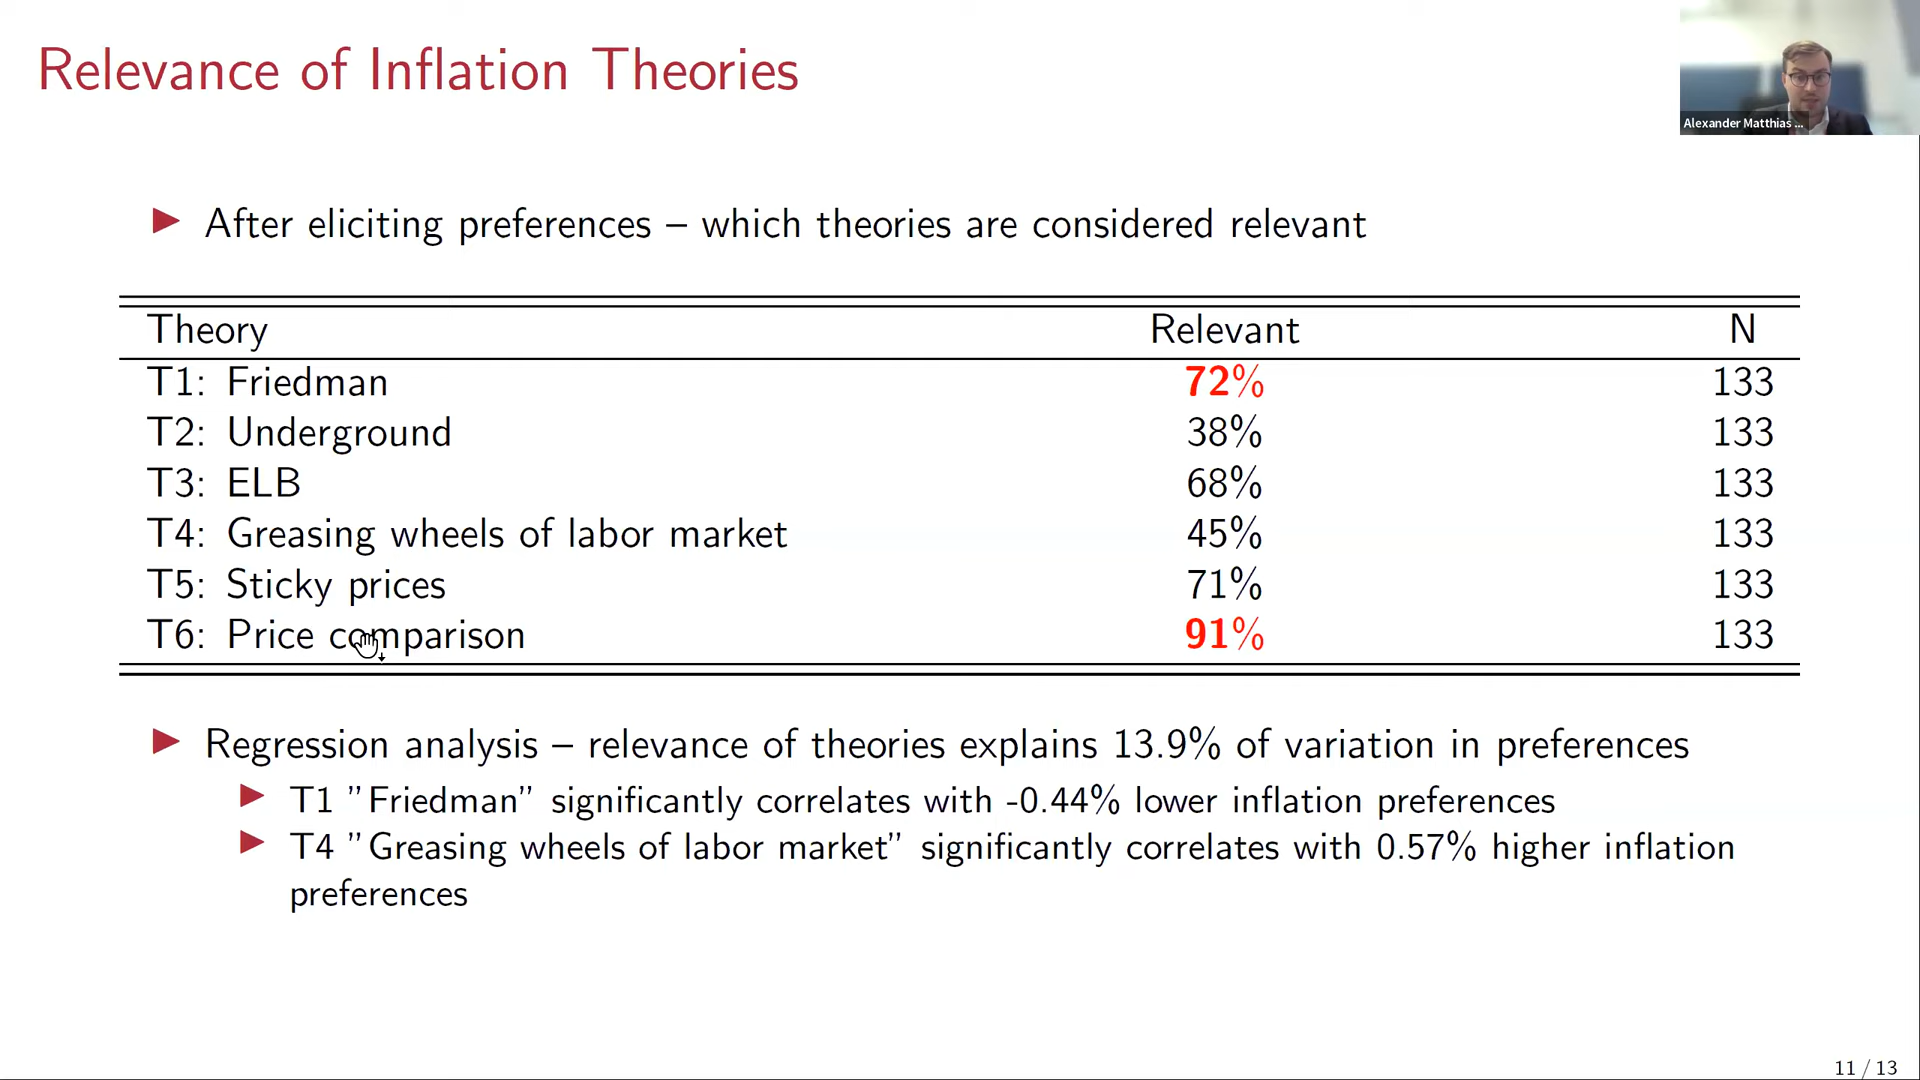 Relevance of Inflation Theories
Alexander Matthias ...
After eliciting preferences – which theories are considered relevant
Theory Relevant N
T1: Friedman 72% 133
T2: Underground 38% 133
T3: ELB 68% 133
T4: Greasing wheels of labor market 45% 133
T5: Sticky prices 71% 133
T6: Price comparison 91% 133
Regression analysis – relevance of theories explains 13.9% of variation in preferences
T1 "Friedman" significantly correlates with -0.44% lower inflation preferences
T4 "Greasing wheels of labor market" significantly correlates with 0.57% higher inflation
preferences
11 / 13